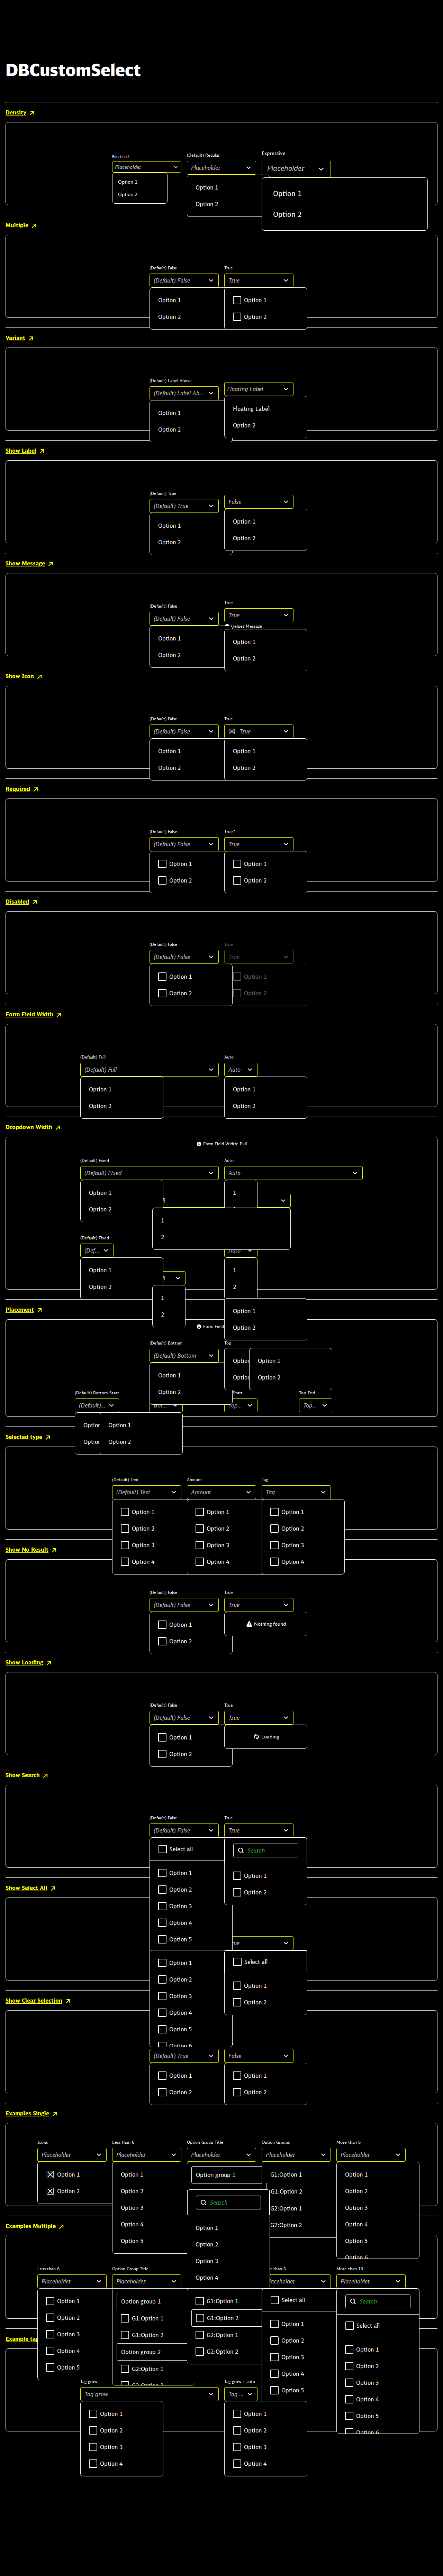 DBCustomSelect
Density
Functional
(Default) Regular
Expressive
Placeholder
Placeholder
Placeholder
Option 1
Option 2
Option 1
Option 2
Option 1
Option 2
Multiple
(Default) False
True
(Default) False
True
Option 1
Option 2
Option 1
Option 2
Variant
(Default) Label Above
(Default) Label Ab...
Floating Label
Option 1
Option 2
Floating Label
Option 2
Show Label
(Default) True
(Default) True
False
Option 1
Option 2
Option 1
Option 2
Show Message
(Default) False
True
(Default) False
True
Helper Message
Option 1
Option 2
Option 1
Option 2
Show Icon
(Default) False
True
(Default) False
True
Option 1
Option 2
Option 1
Option 2
Required
(Default) False
True*
(Default) False
True
Option 1
Option 2
Option 1
Option 2
Disabled
(Default) False
True
(Default) False
True
Option 1
Option 2
Option 1
Option 2
Form Field Width
(Default) Full
Auto
(Default) Full
Auto
Option 1
Option 2
Option 1
Option 2
Dropdown Width
Form Field Width: Full
(Default) Fixed
Auto
(Default) Fixed
Auto
Option 1
Option 2
1
1
2
(Default) Fixed
(Def...
Auto
Option 1
Option 2
1
2
1
2
Option 1
Option 2
Placement
Form Field
(Default) Bottom
Top
(Default) Bottom
Option 1
Option 2
Option 1
Option 2
(Default) Bottom-Start
Start
Top-End
(Default)...
Bot...
Top...
Top...
Option 1
Option 2
Selected type
(Default) Text
Amount
Tag
(Default) Text
Amount
Tag
Option 1
Option 2
Option 3
Option 4
Option 1
Option 2
Option 3
Option 4
Option 1
Option 2
Option 3
Option 4
Show No Result
(Default) False
True
(Default) False
True
Option 1
Option 2
Nothing found
Show Loading
(Default) False
True
(Default) False
True
Option 1
Option 2
Loading
Show Search
(Default) False
True
(Default) False
True
Select all
Option 1
Option 2
Option 3
Option 4
Option 5
Search
Option 1
Option 2
Show Select All
Option 1
Option 2
Option 3
Option 4
Option 5
Option 6
Select all
Option 1
Option 2
Show Clear Selection
(Default) True
False
Option 1
Option 2
Option 1
Option 2
Examples Single
Icons
Less than 6
Option Group Title
Option Groups
More than 6
Placeholder
Placeholder
Placeholder
Placeholder
Placeholder
Option 1
Option 2
Option 1
Option 2
Option 3
Option 4
Option 5
Option group 1
Search
Option 1
Option 2
Option 3
Option 4
G1:Option 1
G1:Option 2
G2:Option 1
G2:Option 2
Option 1
Option 2
Option 3
Option 4
Option 5
Option 6
Examples Multiple
Less than 6
Option Group Title
than 6
More than 10
Placeholder
Placeholder
Placeholder
Placeholder
Option 1
Option 2
Option 3
Option 4
Option 5
Option group 1
G1:Option 1
G1:Option 2
Option group 2
G2:Option 1
G2:Option 2
G1:Option 1
G1:Option 2
G2:Option 1
G2:Option 2
Select all
Option 1
Option 2
Option 3
Option 4
Option 5
Search
Select all
Option 1
Option 2
Option 3
Option 4
Option 5
Option 6
Example tag
Tag grow
Tag grow + auto
Tag grow
Tag ...
Option 1
Option 2
Option 3
Option 4
Option 1
Option 2
Option 3
Option 4